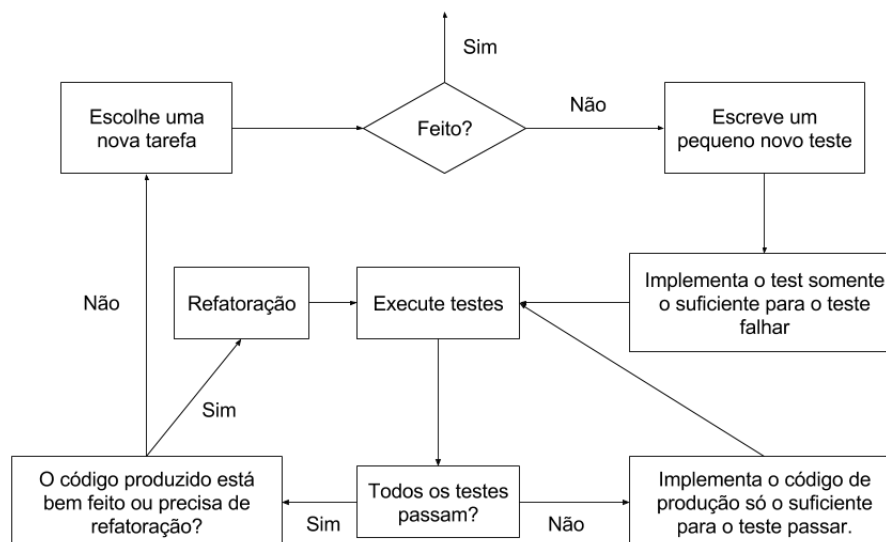 Sim
Escolhe uma
nova tarefa
Feito?
Não
Escreve um
pequeno novo teste
Não
Refatoração
Execute testes
Implementa o test somente
o suficiente para o teste
falhar
Sim
O código produzido está
bem feito ou precisa de
refatoração?
Sim
Todos os testes
passam?
Não
Implementa o código de
produção só o suficiente
para o teste passar.